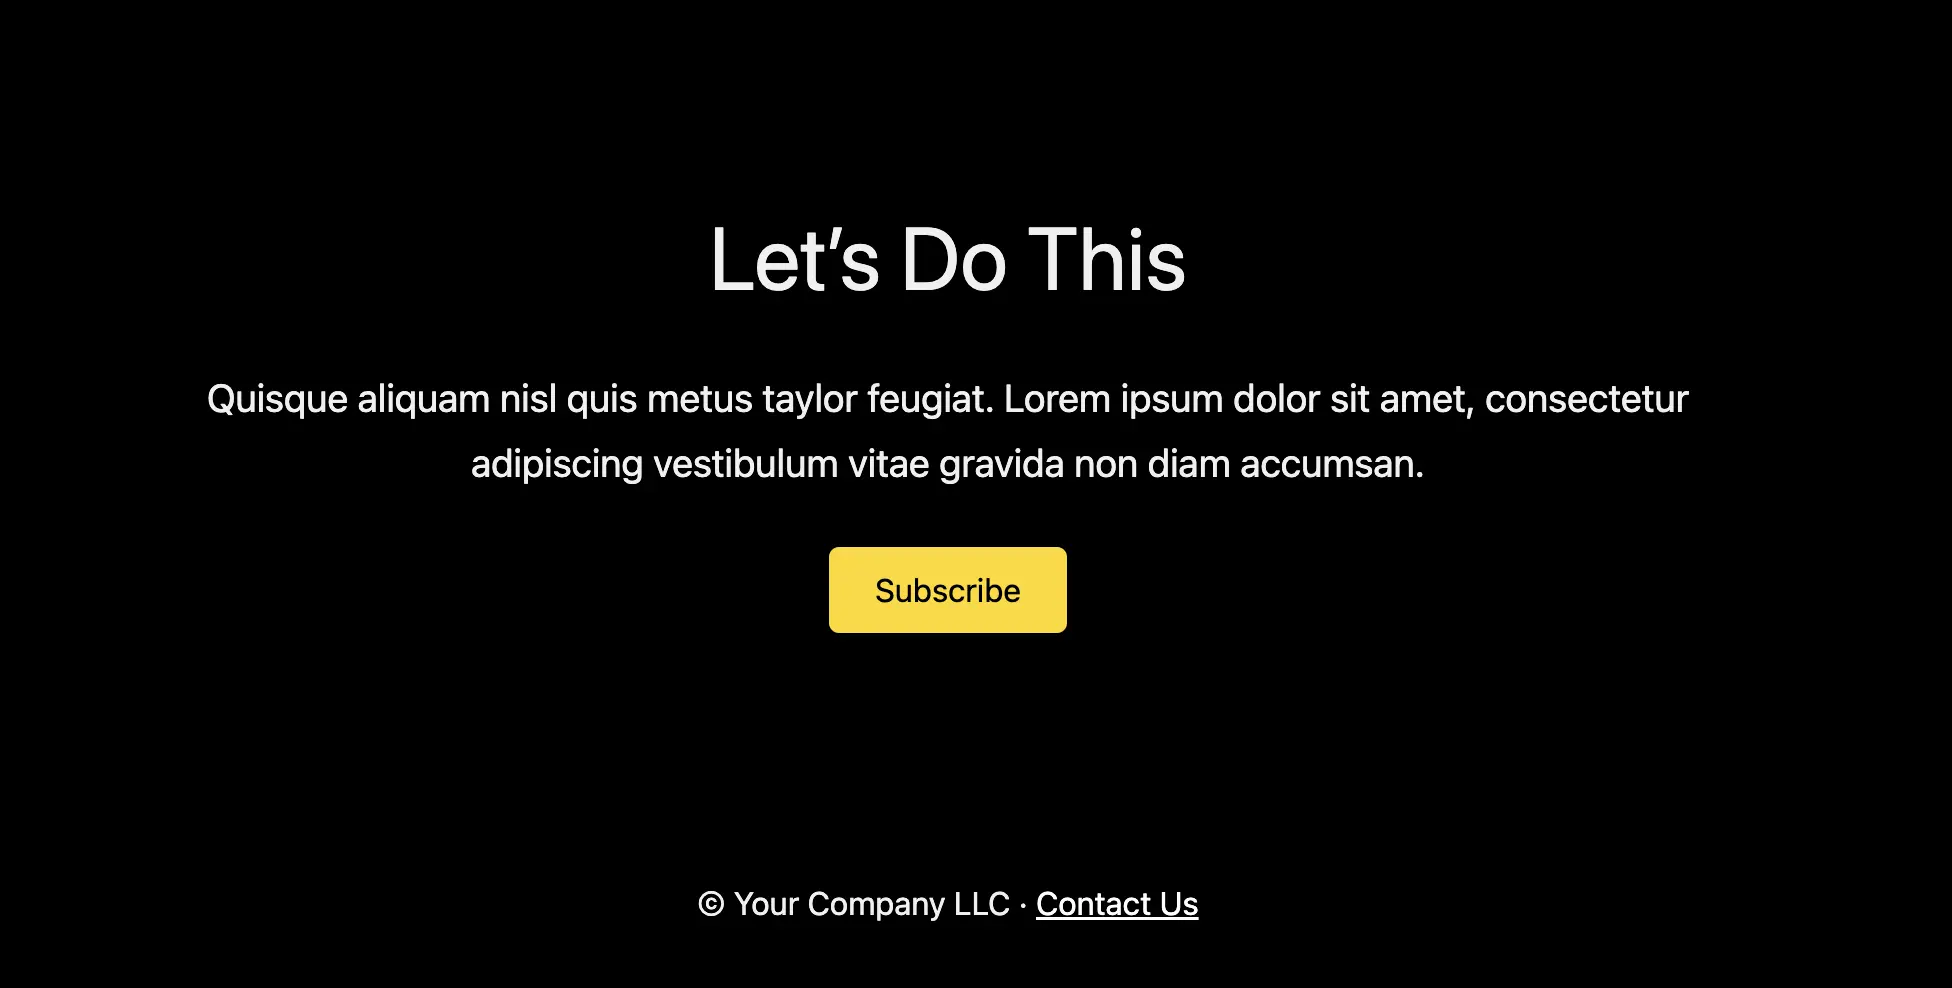 Let’s Do This
Quisque aliquam nisl quis metus taylor feugiat. Lorem ipsum dolor sit amet, consectetur
adipiscing vestibulum vitae gravida non diam accumsan.
Subscribe
© Your Company LLC · Contact Us